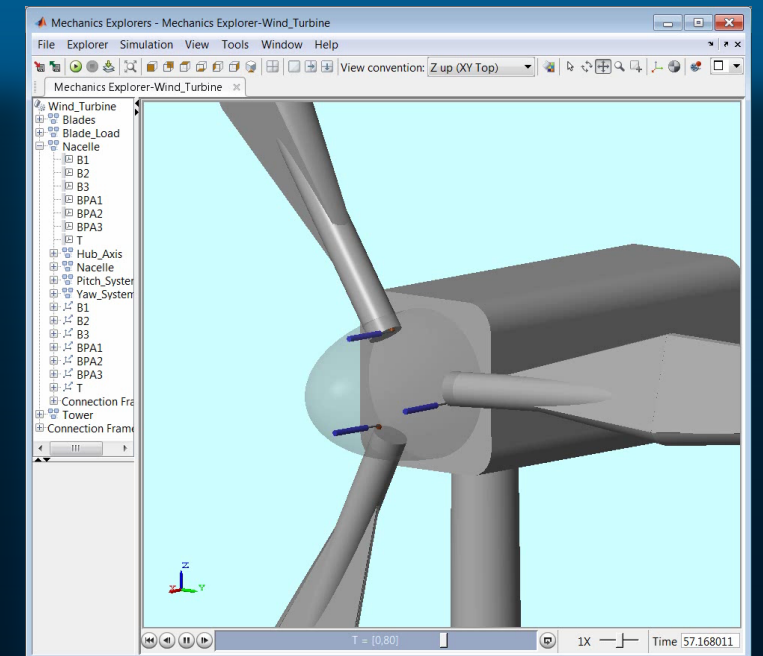 Mechanics Explorers - Mechanics Explorer-Wind_Turbine
File Explorer Simulation View Tools Window Help
View convention: Z up (XY Top)
Mechanics Explorer-Wind_Turbine
Wind_Turbine
Blades
Blade_Load
Nacelle
B1
B2
B3
BPA1
BPA2
BPA3
T
Hub_Axis
Nacelle
Pitch_Syster
Yaw_System
B1
B2
B3
BPA1
BPA2
BPA3
T
Connection Fra
Tower
Connection Frame
Z
X Y
T = [0,80]
1X
Time 57.168011